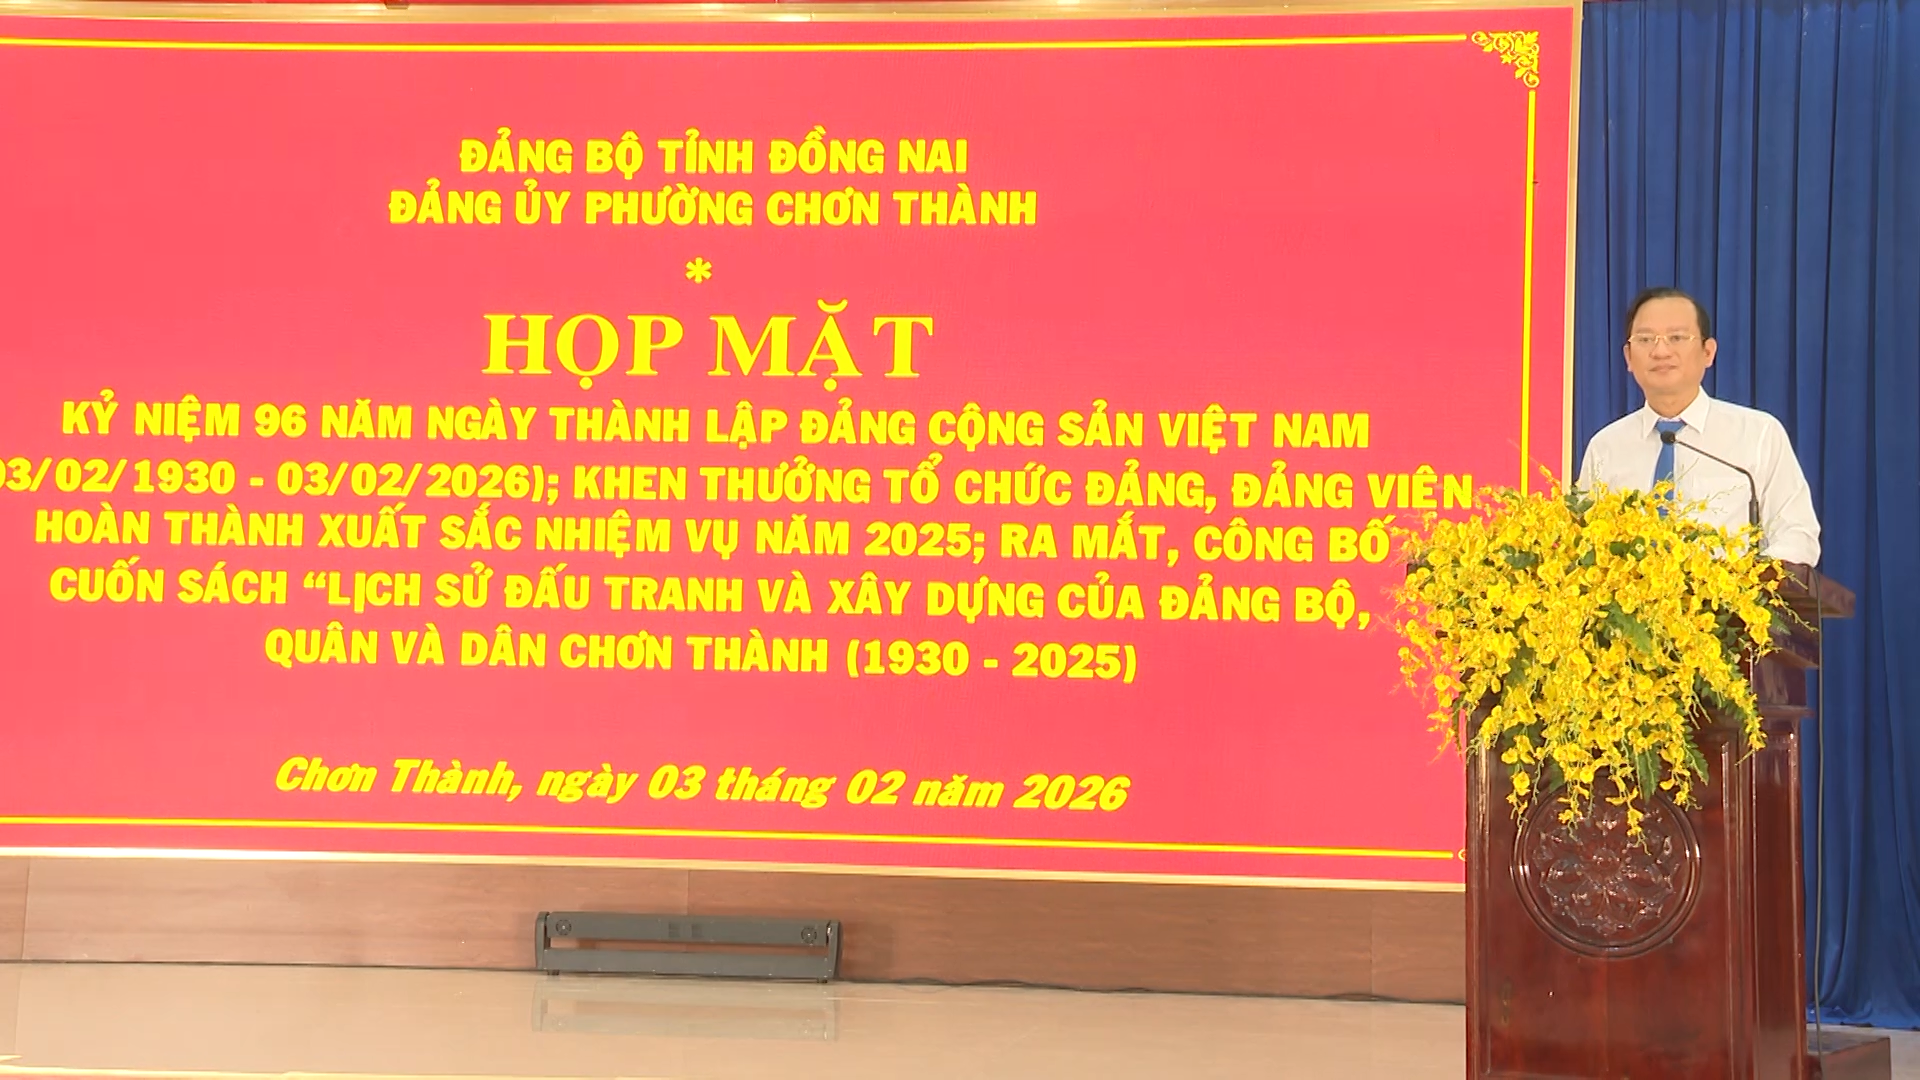 ĐẢNG BỘ TỈNH ĐỒNG NAI
ĐẢNG ỦY PHƯỜNG CHƠN THÀNH
*
HỌP MẶT
KỶ NIỆM 96 NĂM NGÀY THÀNH LẬP ĐẢNG CỘNG SẢN VIỆT NAM
03/02/1930 - 03/02/2026); KHEN THƯỞNG TỔ CHỨC ĐẢNG, ĐẢNG VIÊN
HOÀN THÀNH XUẤT SẮC NHIỆM VỤ NĂM 2025; RA MẮT, CÔNG BỐ
CUỐN SÁCH “LỊCH SỬ ĐẤU TRANH VÀ XÂY DỰNG CỦA ĐẢNG BỘ,
QUÂN VÀ DÂN CHƠN THÀNH (1930 - 2025)
Chơn Thành, ngày 03 tháng 02 năm 2026